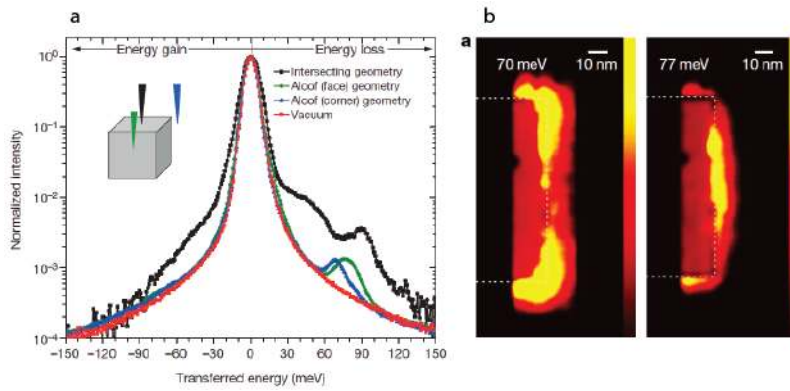 a
Energy gain
Energy loss
Intersecting geometry
Aloof (face) geometry
Aloof (corner) geometry
Vacuum
Normalized intensity
10⁰
10⁻¹
10⁻²
10⁻³
10⁻⁴
−150 −120 −90 −60 −30 0 30 60 90 120 150
Transferred energy (meV)
b
a
70 meV
10 nm
77 meV
10 nm